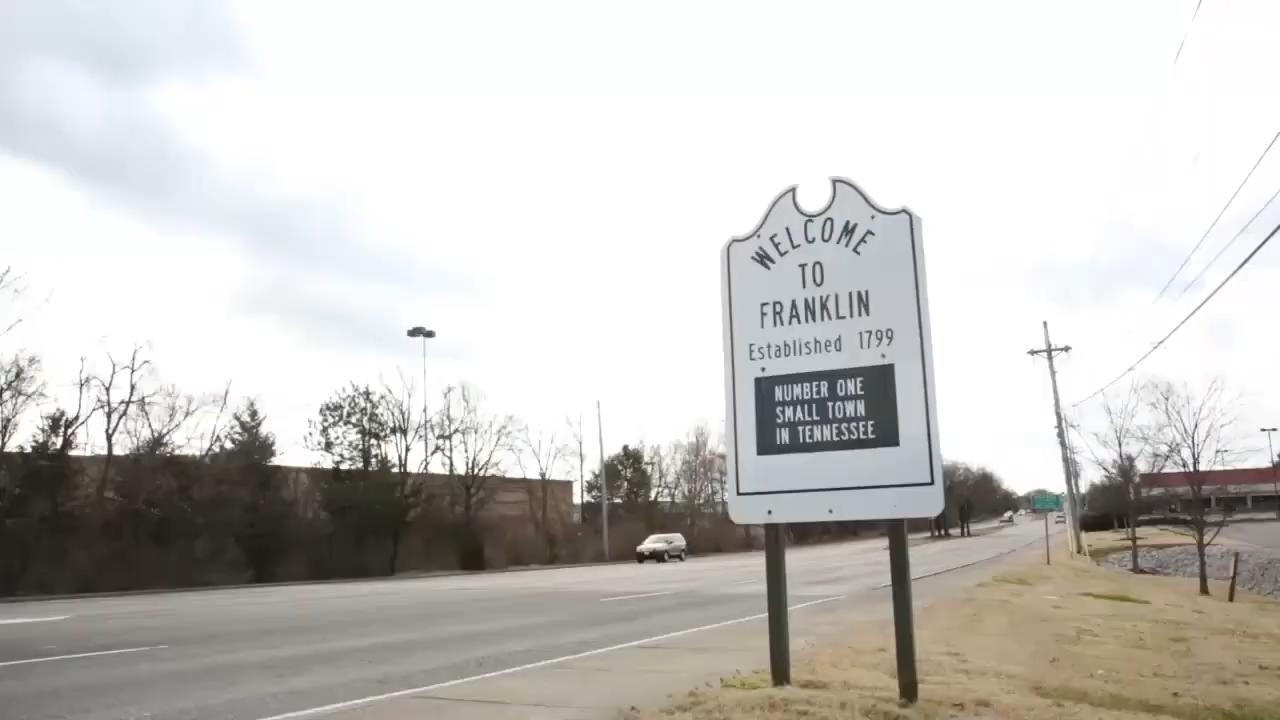 WELCOME
TO
FRANKLIN
Established 1799
NUMBER ONE
SMALL TOWN
IN TENNESSEE